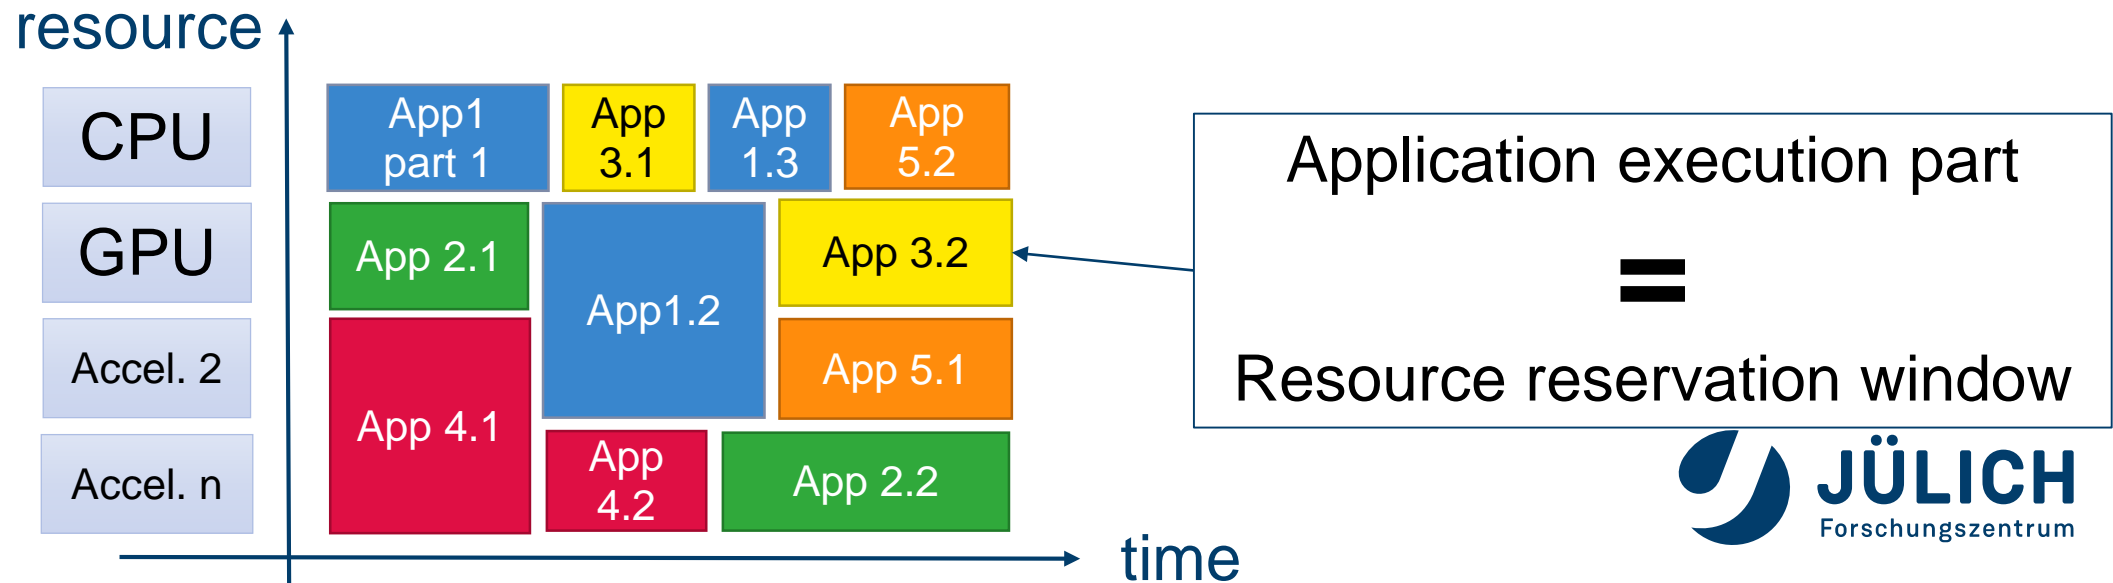 resource
CPU
App1
part 1
App
3.1
App
1.3
App
5.2
GPU
App 2.1
App1.2
App 3.2
Accel. 2
App 4.1
App 5.1
Accel. n
App
4.2
App 2.2
time
Application execution part
=
Resource reservation window
JÜLICH
Forschungszentrum